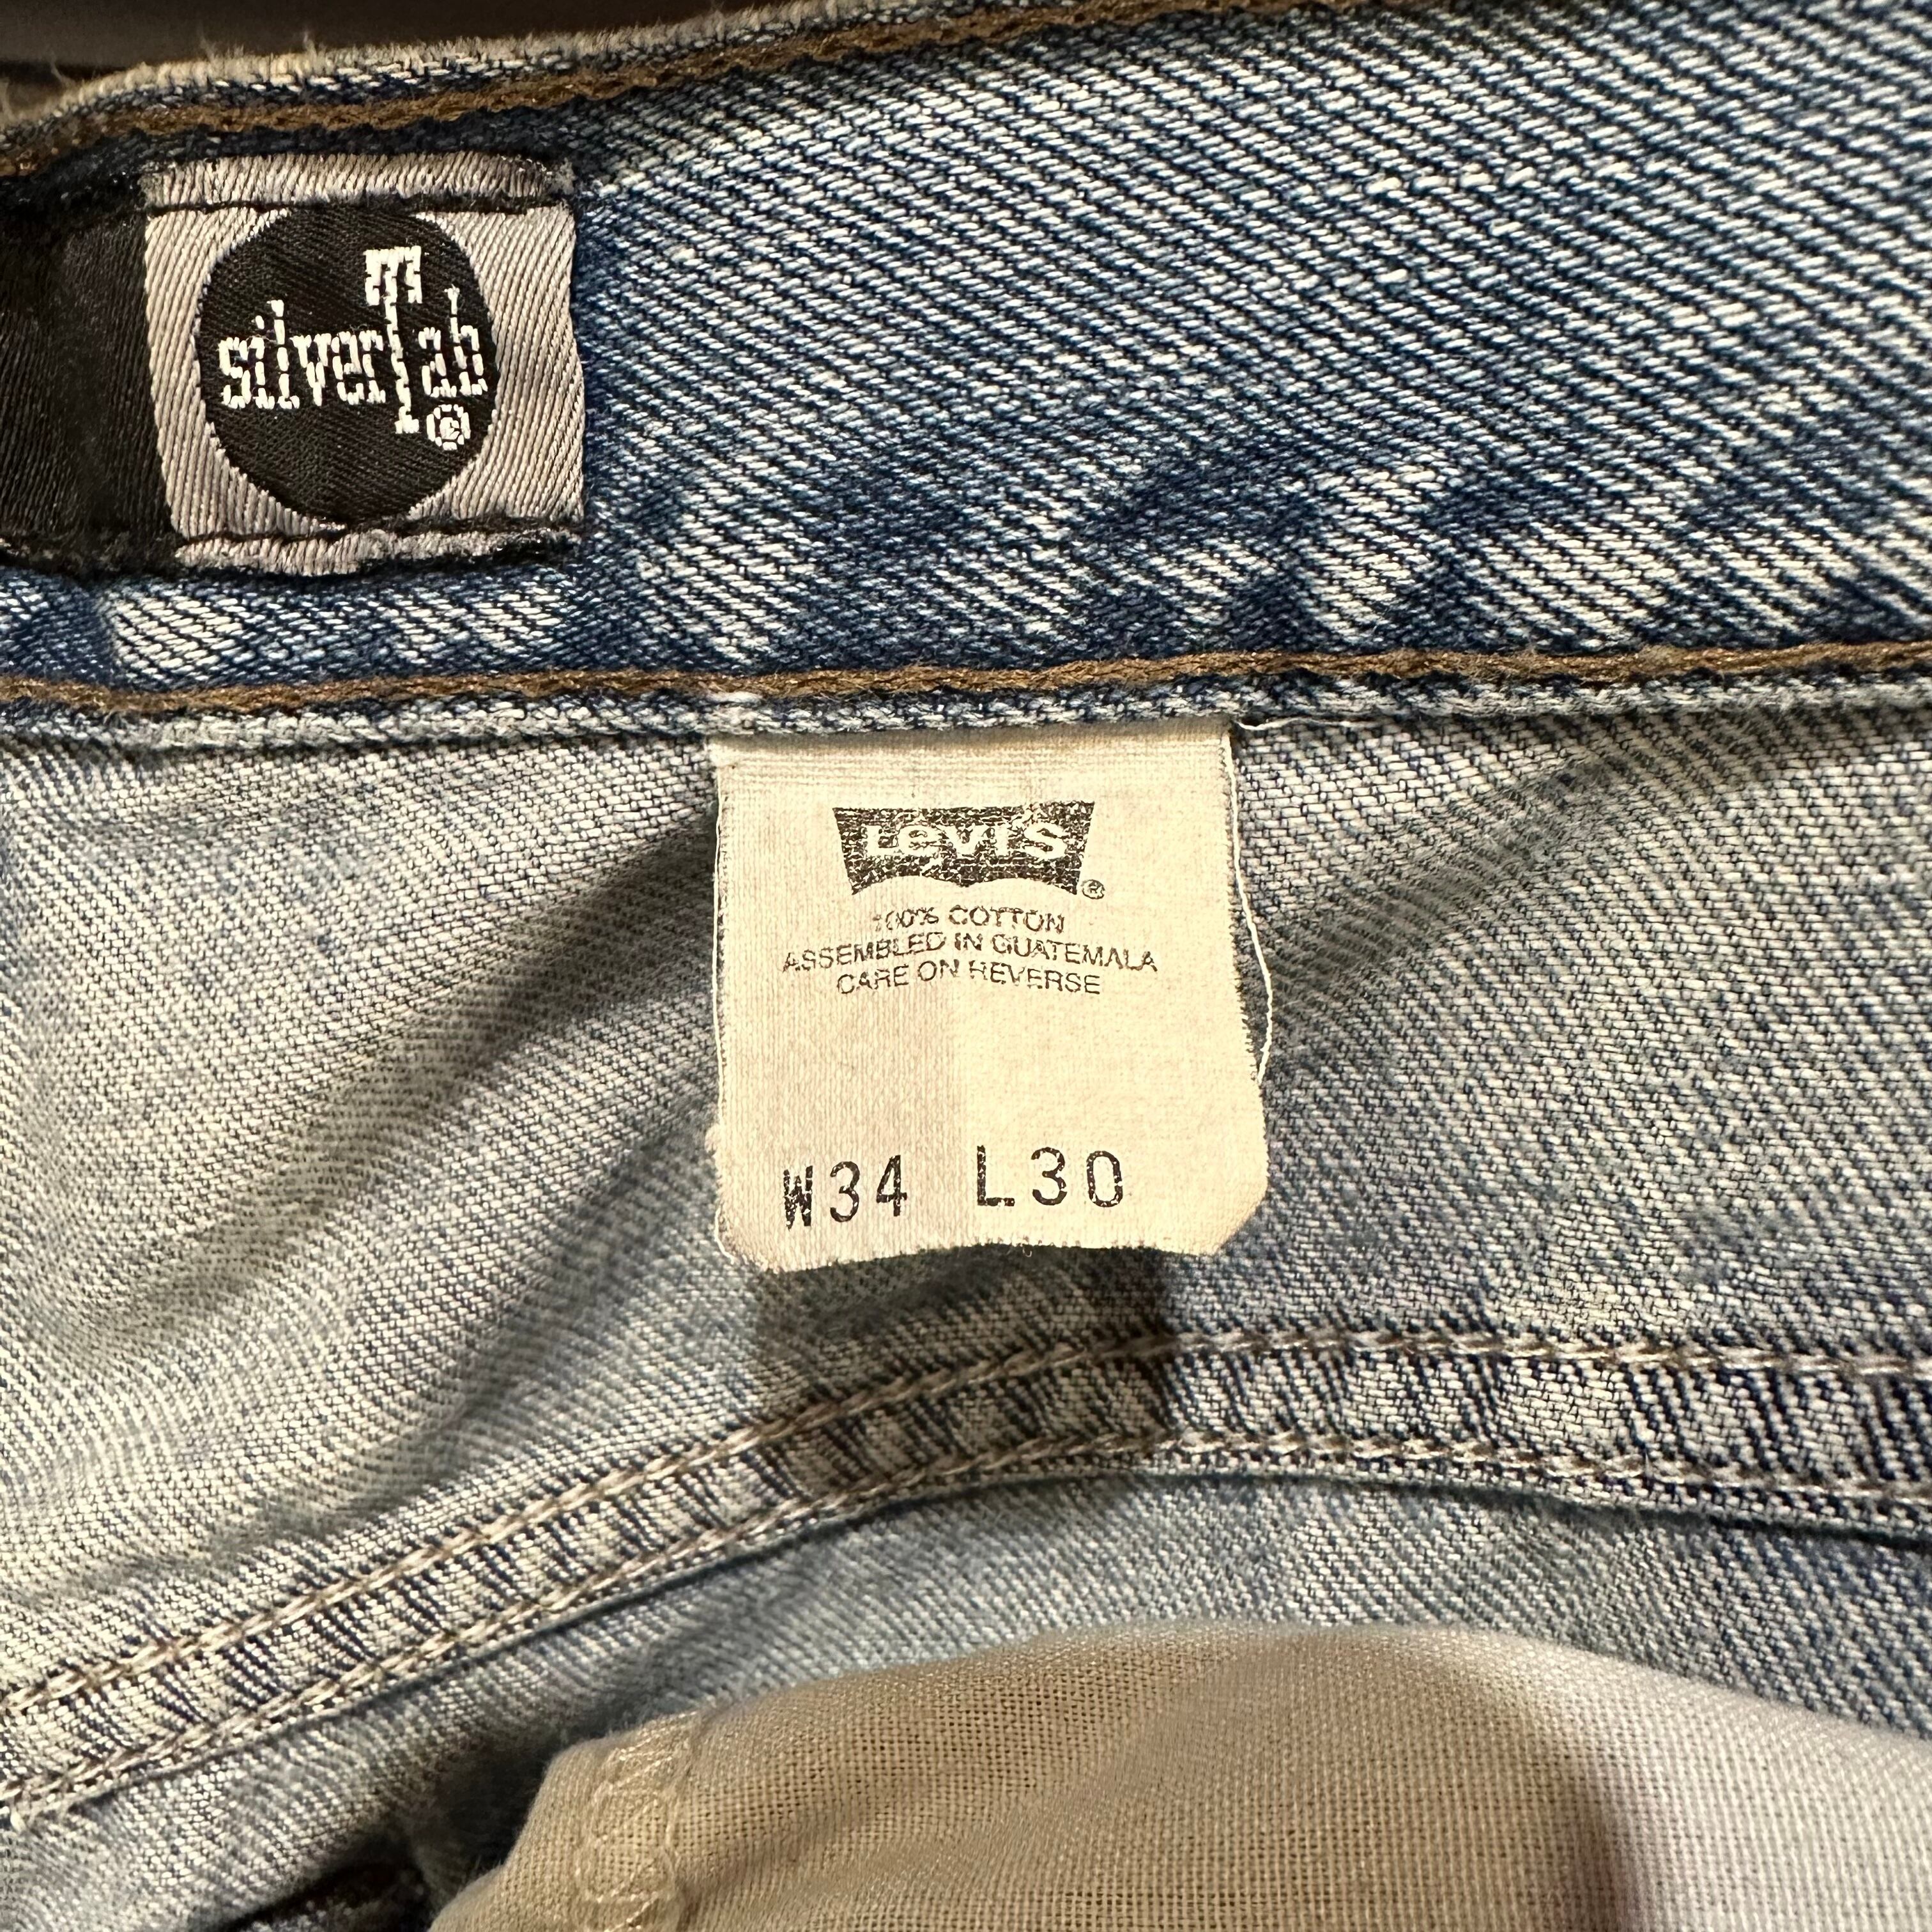 silverTab®
Levi's®
100% COTTON
ASSEMBLED IN GUATEMALA
CARE ON REVERSE
W34 L30